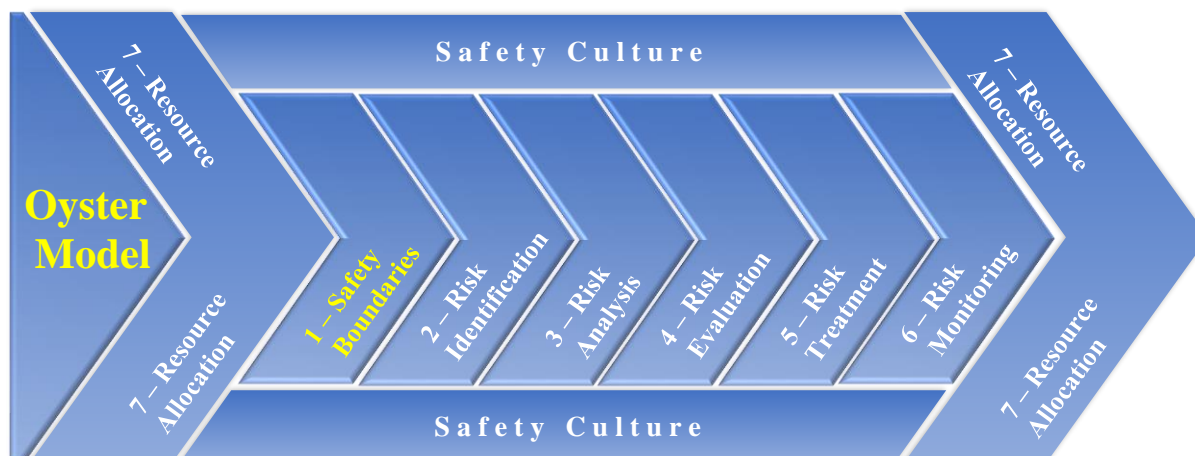 Safety Culture
7 – Resource
Allocation
7 – Resource
Allocation
Oyster
Model
1 – Safety
Boundaries
2 – Risk
Identification
3 – Risk
Analysis
4 – Risk
Evaluation
5 – Risk
Treatment
6 – Risk
Monitoring
7 – Resource
Allocation
7 – Resource
Allocation
Safety Culture